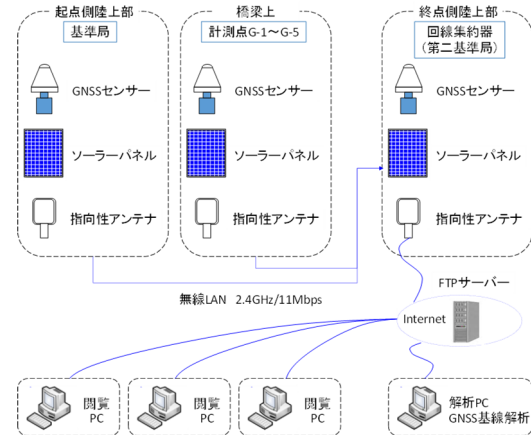 起点側陸上部
基準局
GNSSセンサー
ソーラーパネル
指向性アンテナ
橋梁上
計測点G-1～G-5
GNSSセンサー
ソーラーパネル
指向性アンテナ
終点側陸上部
回線集約器
（第二基準局）
GNSSセンサー
ソーラーパネル
指向性アンテナ
無線LAN 2.4GHz/11Mbps
FTPサーバー
Internet
閲覧
PC
閲覧
PC
閲覧
PC
解析PC
GNSS基線解析